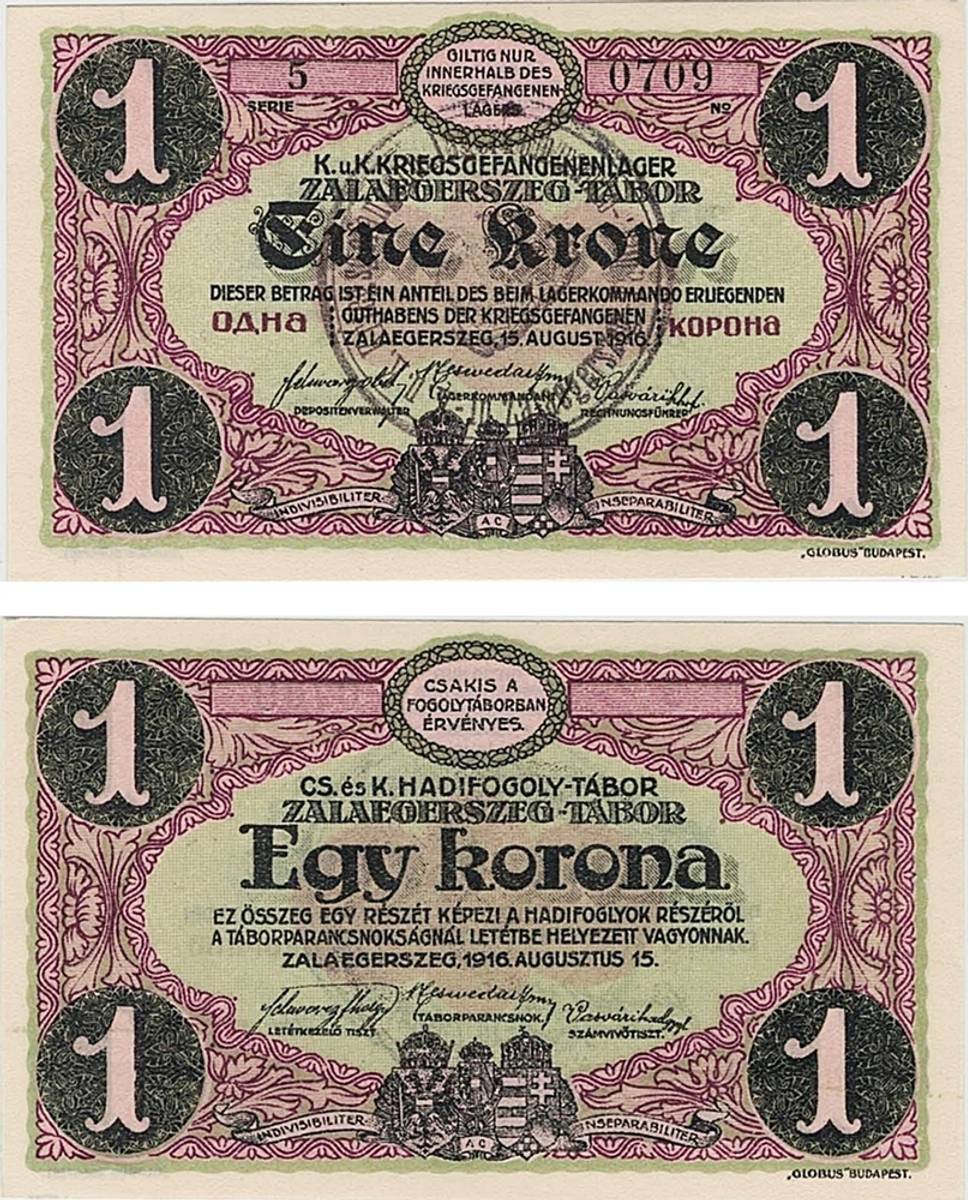 1
5
SERIE
GILTIG NUR
INNERHALB DES
KRIEGSGEFANGENEN-
LAGERS.
0709
No
1
K. u. K. KRIEGSGEFANGENENLAGER
ZALAEGERSZEG-TÁBOR
Eine Krone
DIESER BETRAG IST EIN ANTEIL DES BEIM LAGERKOMMANDO ERLIEGENDEN
GUTHABENS DER KRIEGSGEFANGENEN
ОДНА
КОРОНА
ZALAEGERSZEG, 15. AUGUST 1916.
DEPOSITENVERWALTER
LAGERKOMMANDANT
RECHNUNGSFÜHRER
1
1
INDIVISIBILITER
AC
INSEPARABILITER
„GLOBUS" BUDAPEST.
1
CSAKIS A
FOGOLYTÁBORBAN
ÉRVÉNYES.
1
CS. és K. HADIFOGOLY-TÁBOR
ZALAEGERSZEG-TÁBOR
Egy korona
EZ ÖSSZEG EGY RÉSZÉT KÉPEZI A HADIFOGLYOK RÉSZÉRŐL
A TÁBORPARANCSNOKSÁGNÁL LETÉTBE HELYEZETT VAGYONNAK.
ZALAEGERSZEG, 1916. AUGUSZTUS 15.
LETÉTKEZELŐ TISZT
TÁBORPARANCSNOK.
SZÁMVIVŐTISZT.
1
1
INDIVISIBILITER
AC
INSEPARABILITER
„GLOBUS" BUDAPEST.